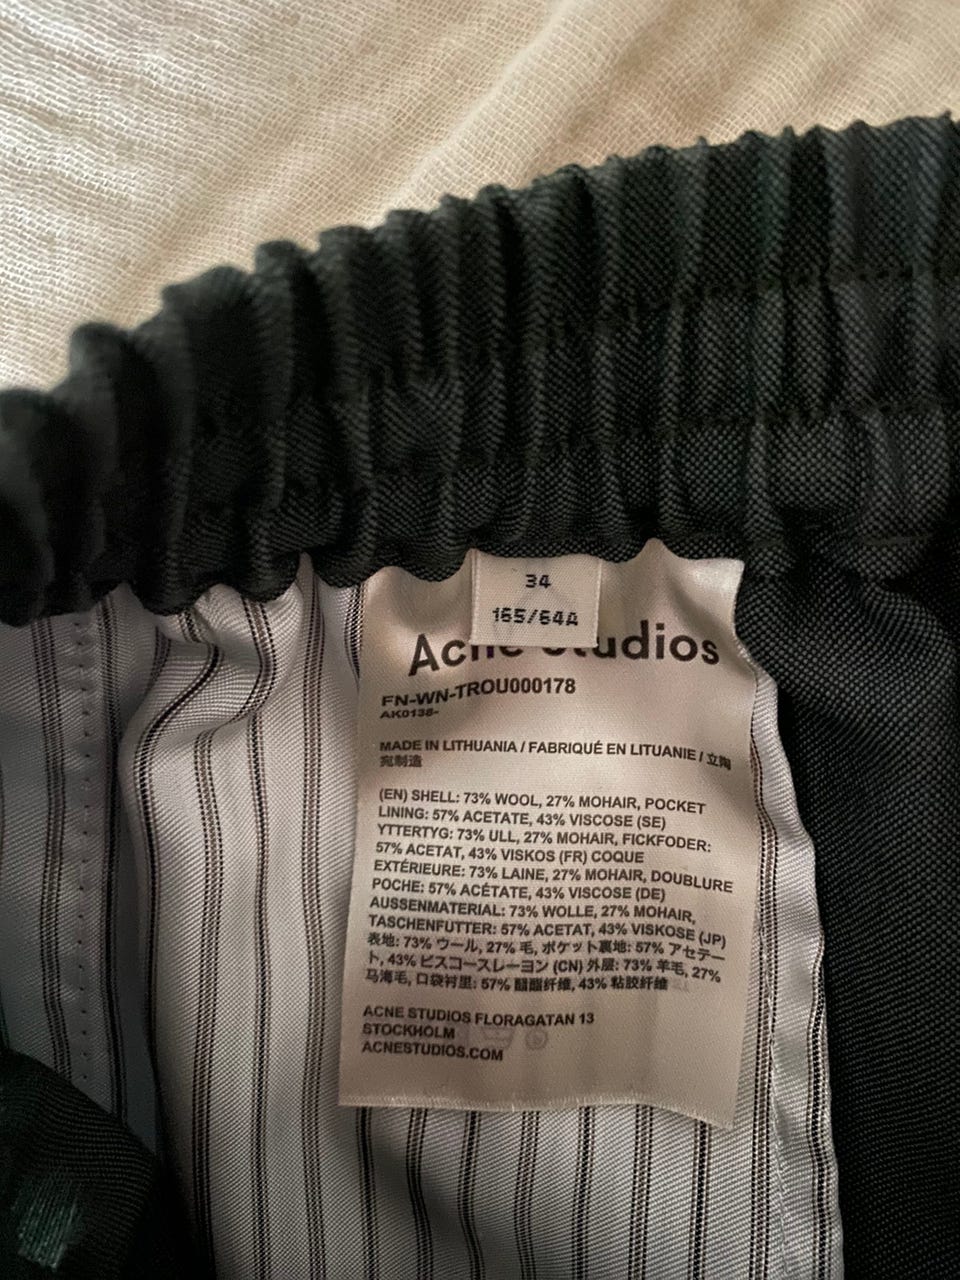 34
165/64A
Acne Studios
FN-WN-TROU000178
AK0138-
MADE IN LITHUANIA / FABRIQUÉ EN LITUANIE / 立陶
宛制造
(EN) SHELL: 73% WOOL, 27% MOHAIR, POCKET
LINING: 57% ACETATE, 43% VISCOSE (SE)
YTTERTYG: 73% ULL, 27% MOHAIR, FICKFODER:
57% ACETAT, 43% VISKOS (FR) COQUE
EXTÉRIEURE: 73% LAINE, 27% MOHAIR, DOUBLURE
POCHE: 57% ACÉTATE, 43% VISCOSE (DE)
AUSSENMATERIAL: 73% WOLLE, 27% MOHAIR,
TASCHENFUTTER: 57% ACETAT, 43% VISKOSE (JP)
表地: 73% ウール, 27% 毛, ポケット裏地: 57% アセテー
ト, 43% ビスコースレーヨン (CN) 外层: 73% 羊毛, 27%
马海毛, 口袋衬里: 57% 醋酯纤维, 43% 粘胶纤维
ACNE STUDIOS FLORAGATAN 13
STOCKHOLM
ACNESTUDIOS.COM